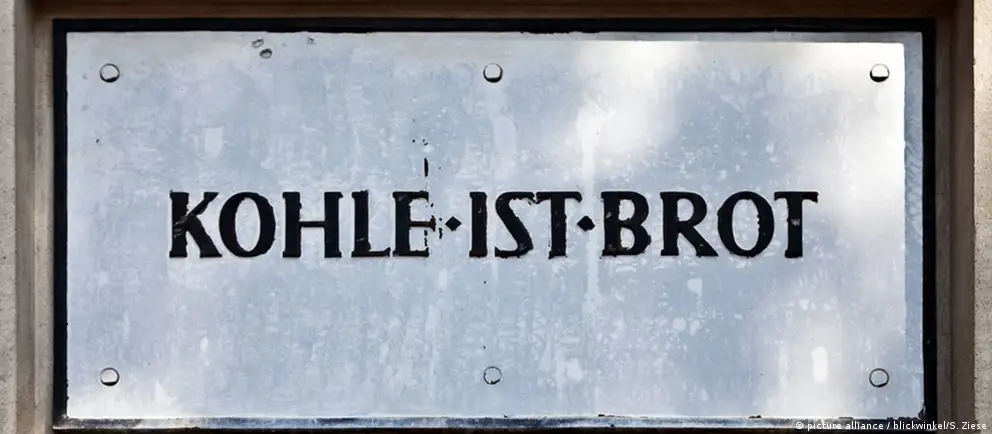 KOHLE·IST·BROT
© picture alliance / blickwinkel/S. Ziese